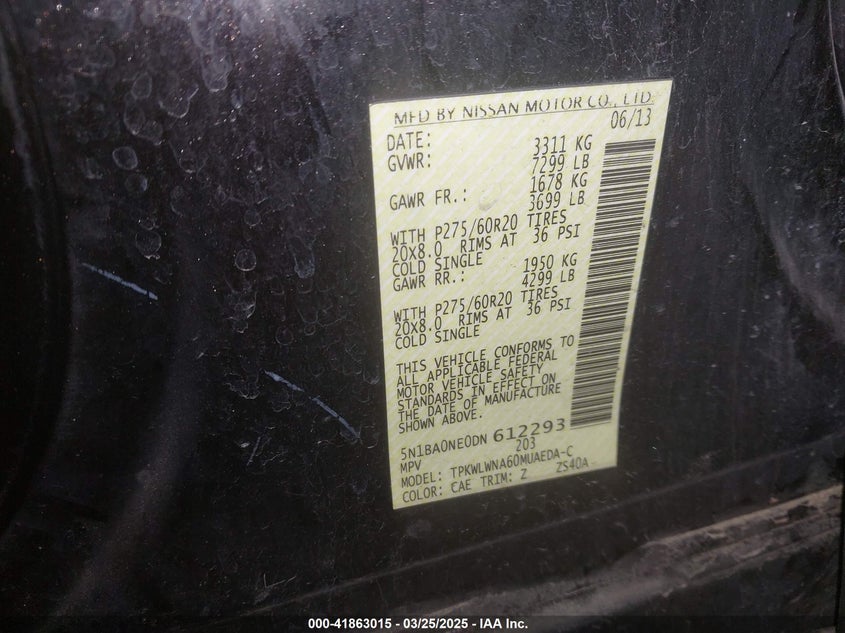 MFD BY NISSAN MOTOR CO., LTD.
DATE: 06/13
GVWR: 3311 KG
7299 LB
GAWR FR.: 1678 KG
3699 LB
WITH P275/60R20 TIRES
20X8.0 RIMS AT 36 PSI
COLD SINGLE
GAWR RR.: 1950 KG
4299 LB
WITH P275/60R20 TIRES
20X8.0 RIMS AT 36 PSI
COLD SINGLE
THIS VEHICLE CONFORMS TO
ALL APPLICABLE FEDERAL
MOTOR VEHICLE SAFETY
STANDARDS IN EFFECT ON
THE DATE OF MANUFACTURE
SHOWN ABOVE.
5N1BA0NE0DN 612293
MPV 203
MODEL: TPKWLWNA60MUAEDA-C
COLOR: CAE TRIM: Z ZS40A
000-41863015 - 03/25/2025 - IAA Inc.